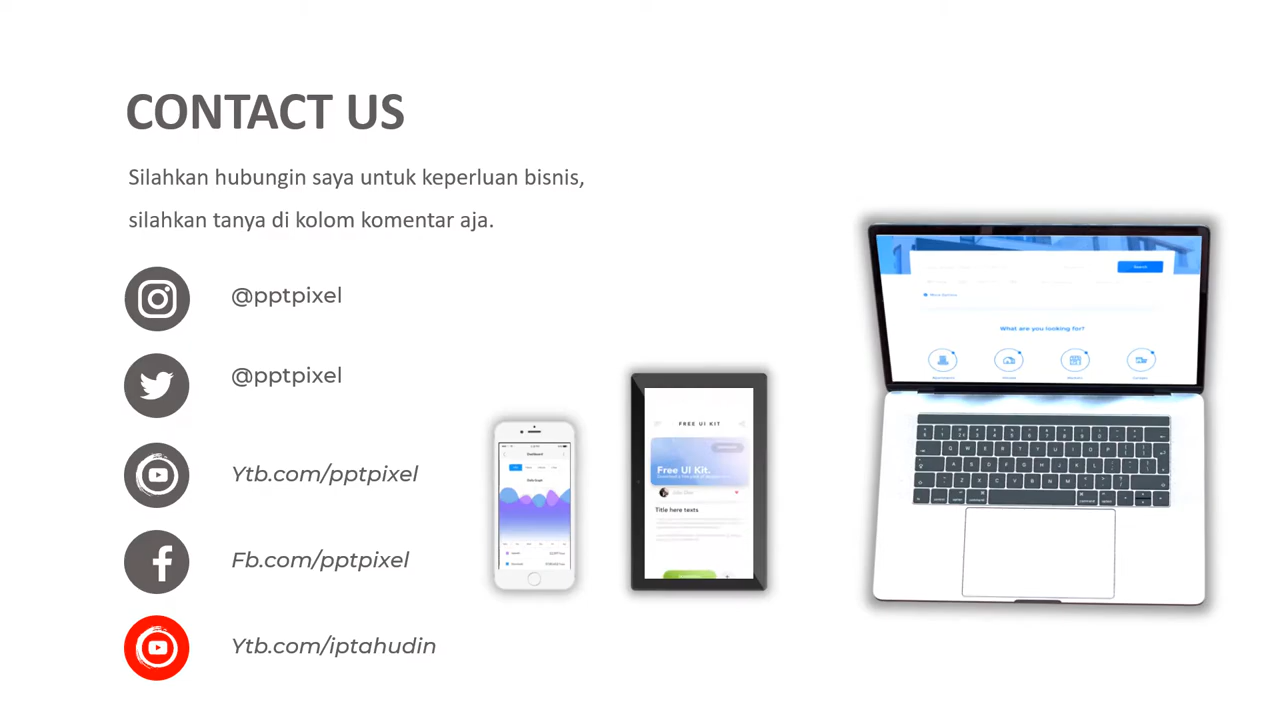 CONTACT US
Silahkan hubungin saya untuk keperluan bisnis,
silahkan tanya di kolom komentar aja.
@pptpixel
@pptpixel
Ytb.com/pptpixel
Fb.com/pptpixel
Ytb.com/iptahudin
Dashboard
FREE UI KIT
Free UI Kit.
Title here texts
What are you looking for?